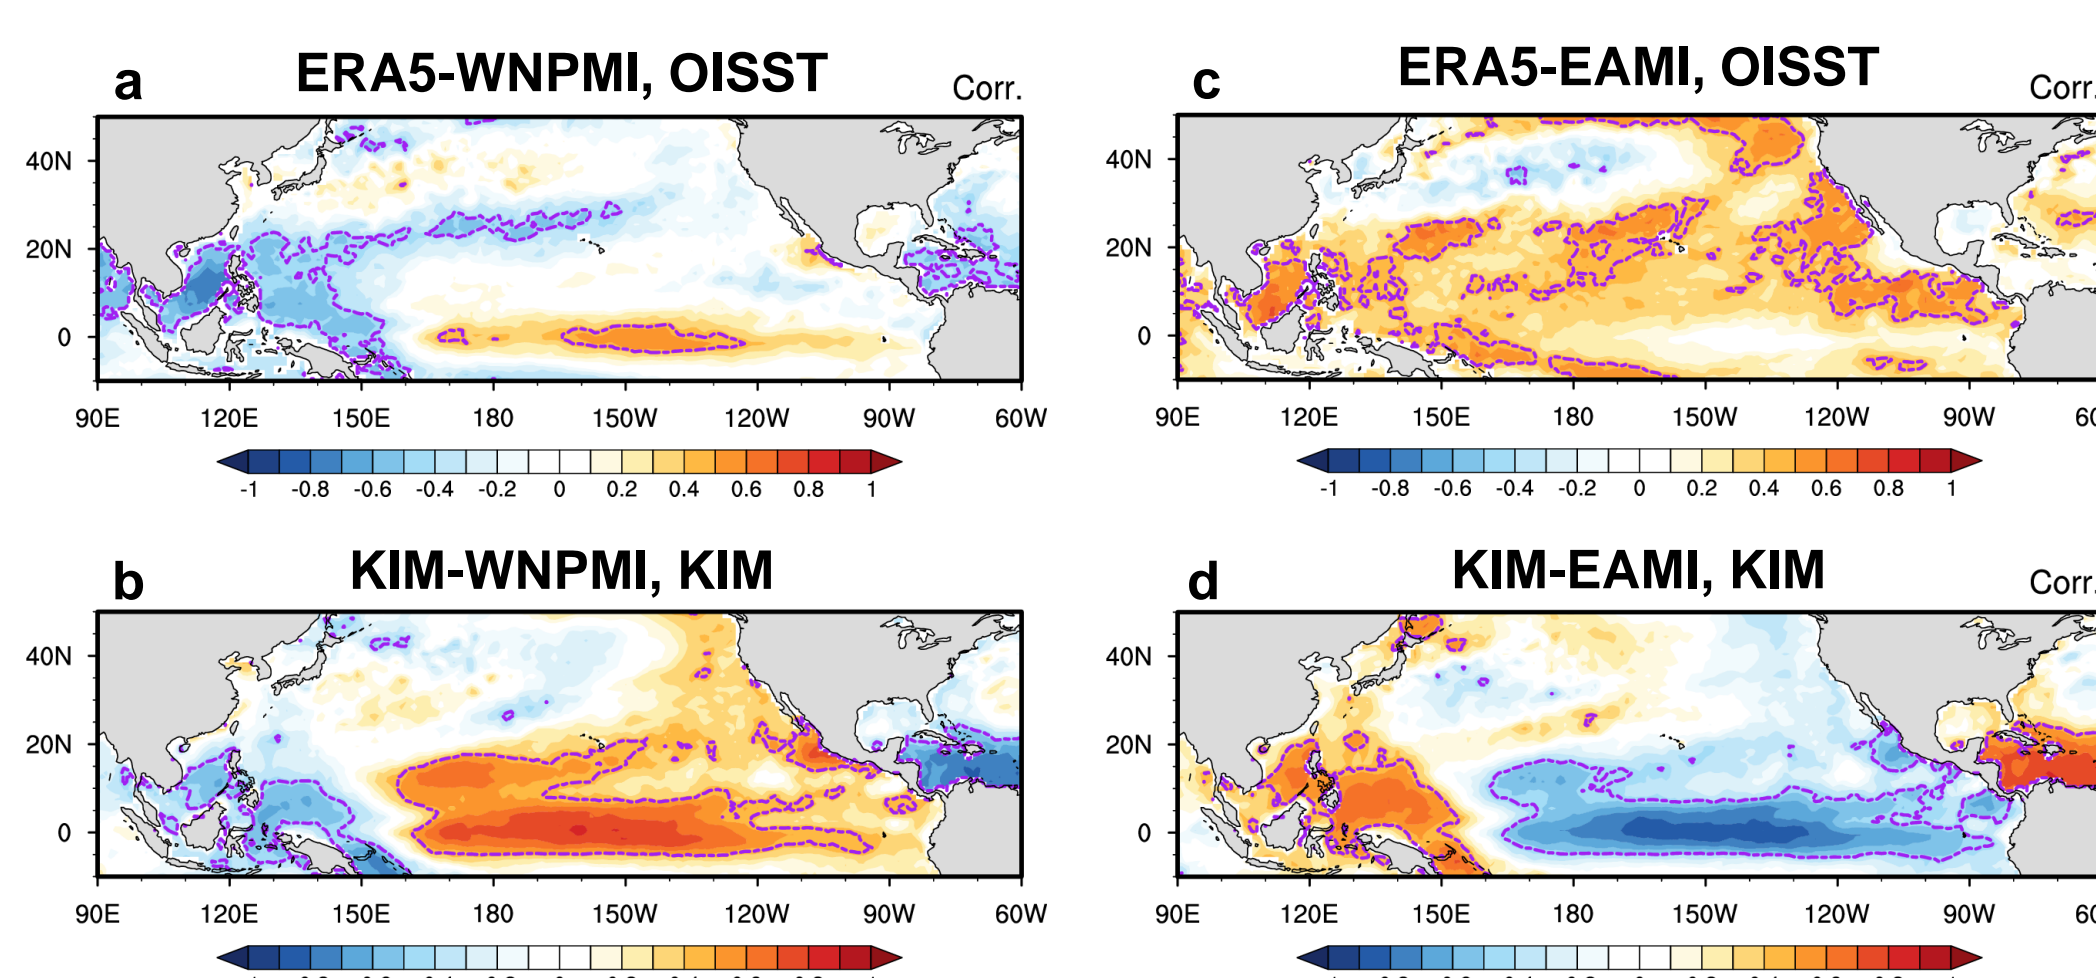 a ERA5-WNPMI, OISST Corr.
40N
20N
0
90E 120E 150E 180 150W 120W 90W 60W
-1 -0.8 -0.6 -0.4 -0.2 0 0.2 0.4 0.6 0.8 1
c ERA5-EAMI, OISST Corr.
40N
20N
0
90E 120E 150E 180 150W 120W 90W
-1 -0.8 -0.6 -0.4 -0.2 0 0.2 0.4 0.6 0.8 1
b KIM-WNPMI, KIM
40N
20N
0
90E 120E 150E 180 150W 120W 90W 60W
d KIM-EAMI, KIM Corr.
40N
20N
0
90E 120E 150E 180 150W 120W 90W